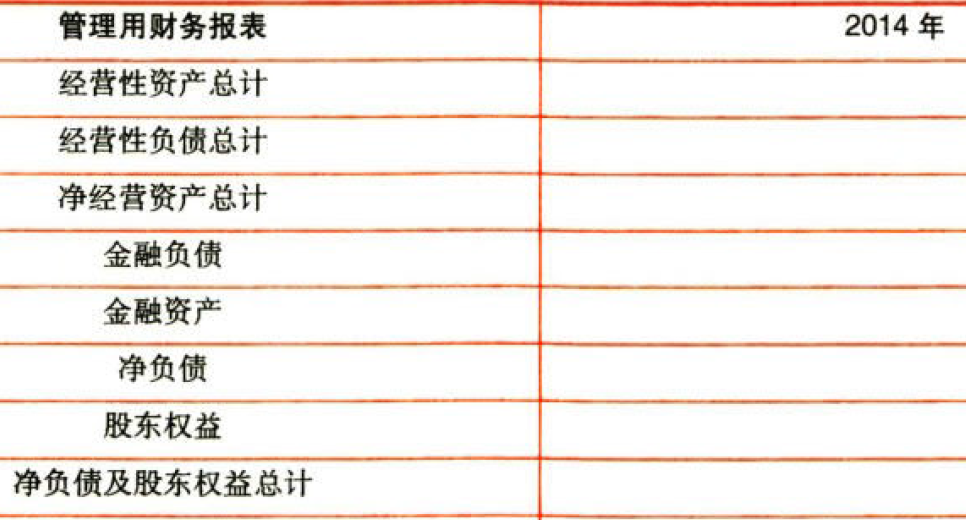 管理用财务报表 2014 年
经营性资产总计
经营性负债总计
净经营资产总计
金融负债
金融资产
净负债
股东权益
净负债及股东权益总计